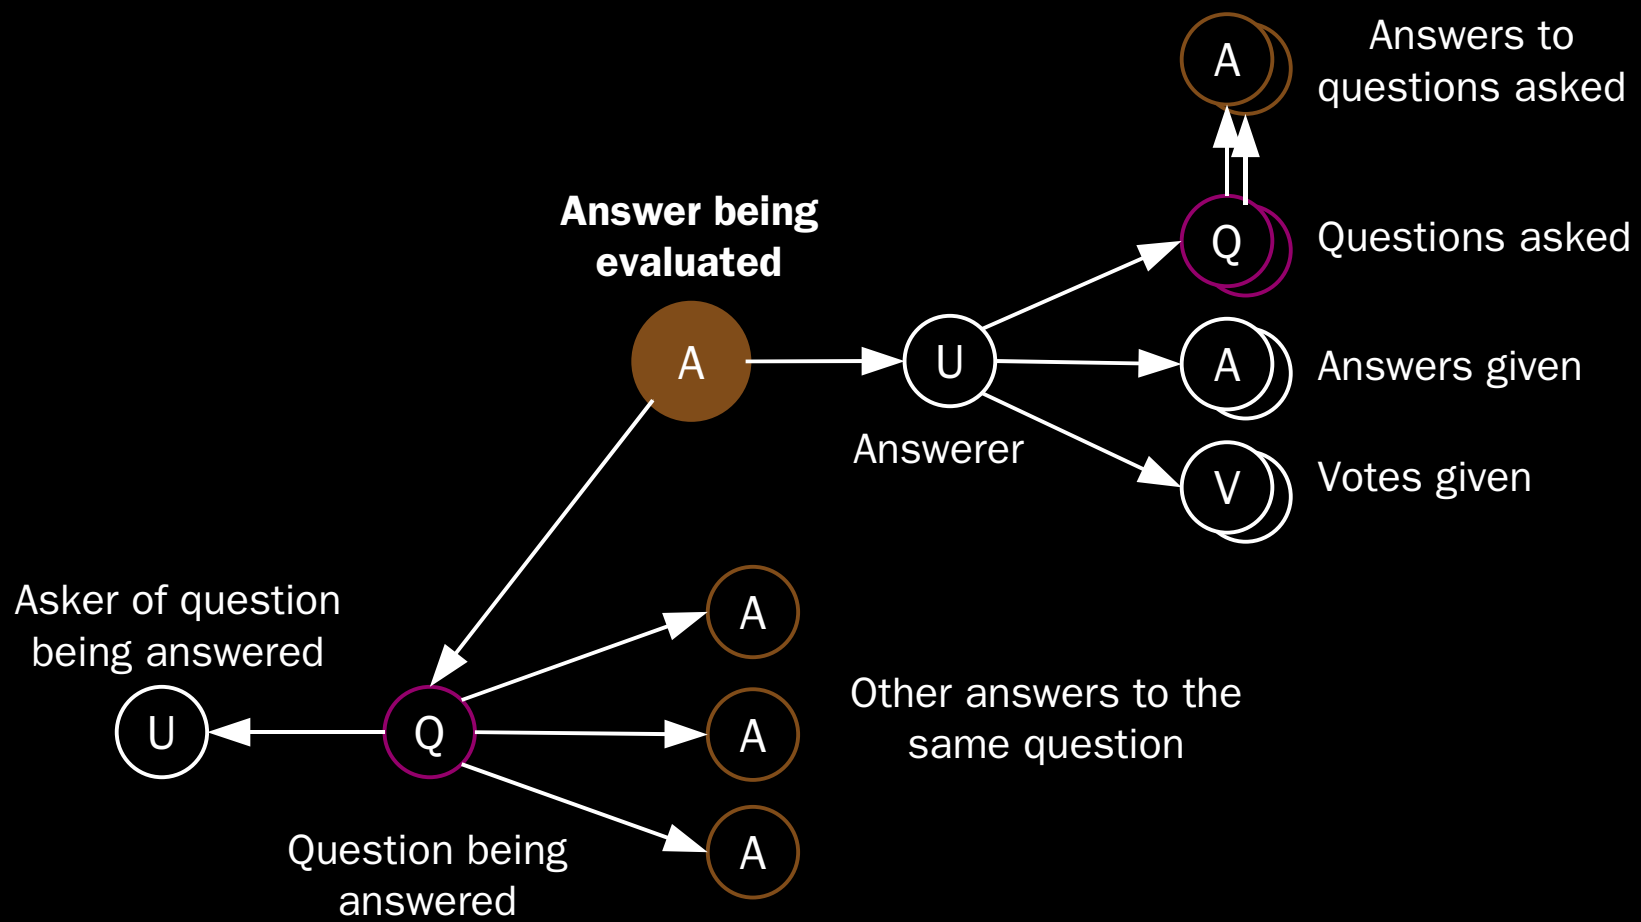 A
Answers to
questions asked
Q
Questions asked
Answer being
evaluated
A
U
Answerer
A
Answers given
V
Votes given
Asker of question
being answered
U
Q
Question being
answered
A
A
A
Other answers to the
same question